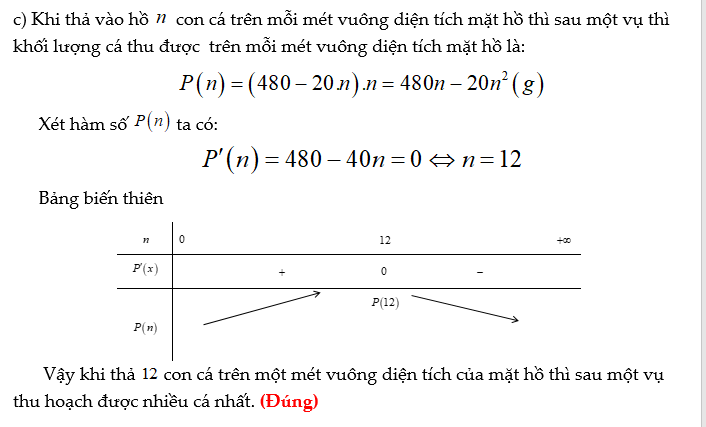 c) Khi thả vào hồ n con cá trên mỗi mét vuông diện tích mặt hồ thì sau một vụ thì
khối lượng cá thu được trên mỗi mét vuông diện tích mặt hồ là:
P(n) = (480 − 20.n).n = 480n − 20n² (g)
Xét hàm số P(n) ta có:
P′(n) = 480 − 40n = 0 ⇔ n = 12
Bảng biến thiên
n 0 12 +∞
P′(x) + 0 −
P(12)
P(n)
Vậy khi thả 12 con cá trên một mét vuông diện tích của mặt hồ thì sau một vụ
thu hoạch được nhiều cá nhất. (Đúng)